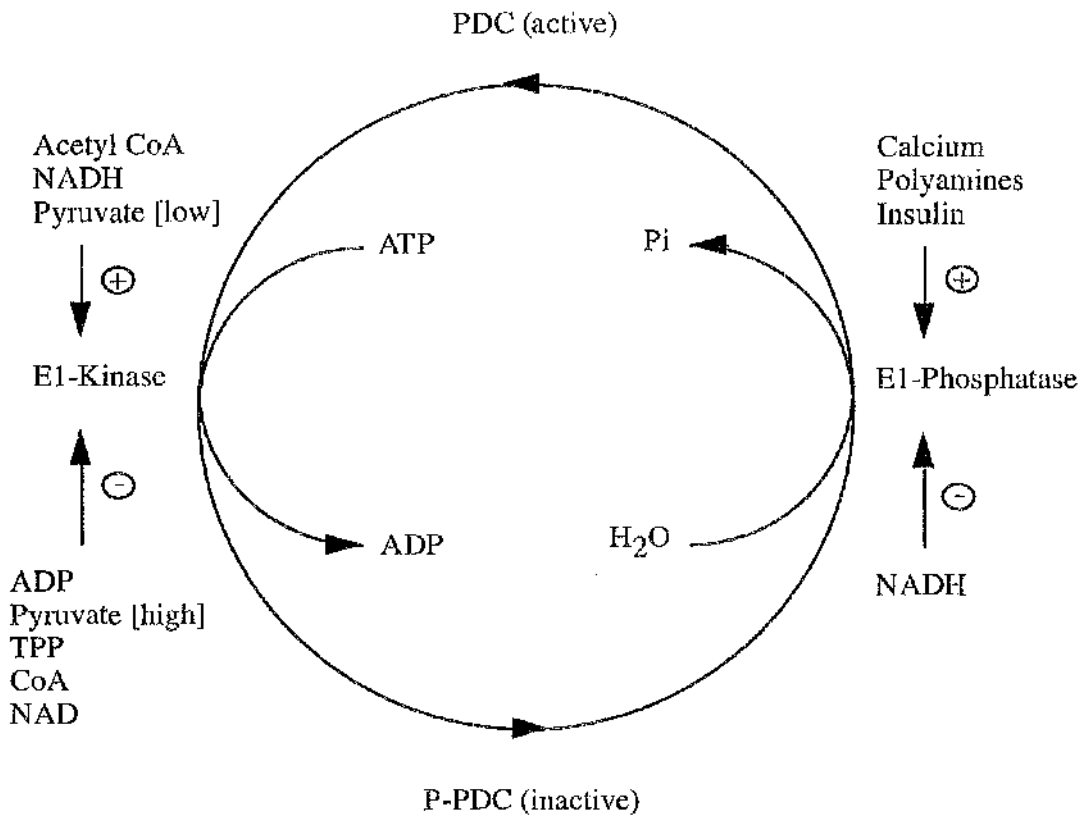 PDC (active)
Acetyl CoA
NADH
Pyruvate [low]
+
E1-Kinase
-
ADP
Pyruvate [high]
TPP
CoA
NAD
ATP
ADP
Pi
H2O
Calcium
Polyamines
Insulin
+
E1-Phosphatase
-
NADH
P-PDC (inactive)